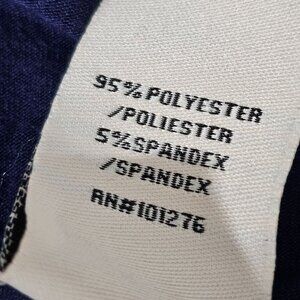 95% POLYESTER
/POLIESTER
5% SPANDEX
/SPANDEX
RN#101276